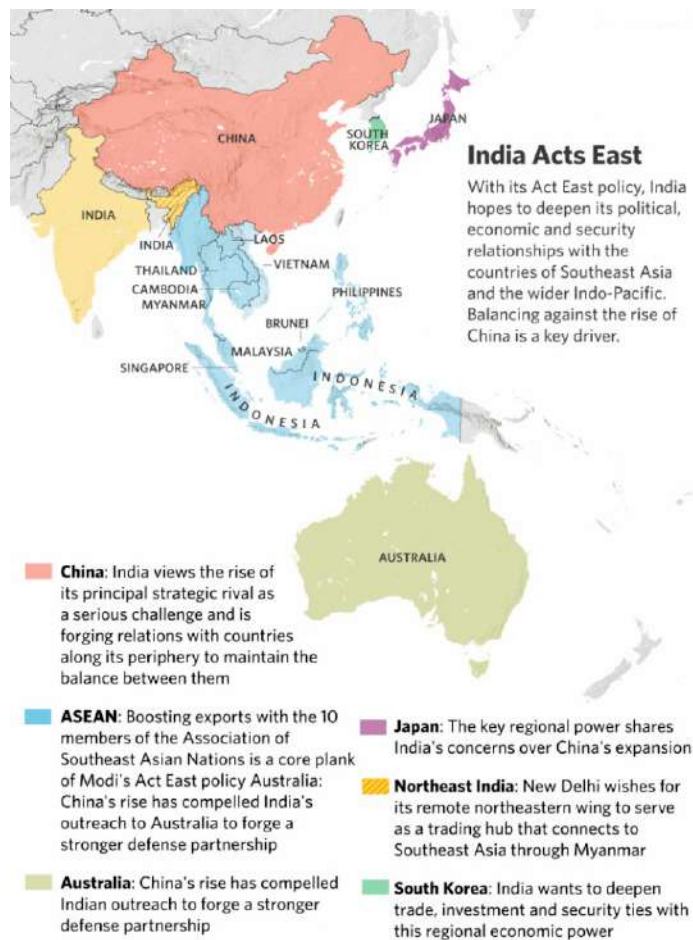 CHINA
JAPAN
SOUTH
KOREA
India Acts East
With its Act East policy, India
hopes to deepen its political,
economic and security
relationships with the
countries of Southeast Asia
and the wider Indo-Pacific.
Balancing against the rise of
China is a key driver.
INDIA
INDIA
LAOS
THAILAND
VIETNAM
CAMBODIA
MYANMAR
PHILIPPINES
BRUNEI
MALAYSIA
SINGAPORE
INDONESIA
INDONESIA
AUSTRALIA
China: India views the rise of
its principal strategic rival as
a serious challenge and is
forging relations with countries
along its periphery to maintain the
balance between them
ASEAN: Boosting exports with the 10
members of the Association of
Southeast Asian Nations is a core plank
of Modi's Act East policy Australia:
China's rise has compelled India's
outreach to Australia to forge a
stronger defense partnership
Australia: China's rise has compelled
Indian outreach to forge a stronger
defense partnership
Japan: The key regional power shares
India's concerns over China's expansion
Northeast India: New Delhi wishes for
its remote northeastern wing to serve
as a trading hub that connects to
Southeast Asia through Myanmar
South Korea: India wants to deepen
trade, investment and security ties with
this regional economic power